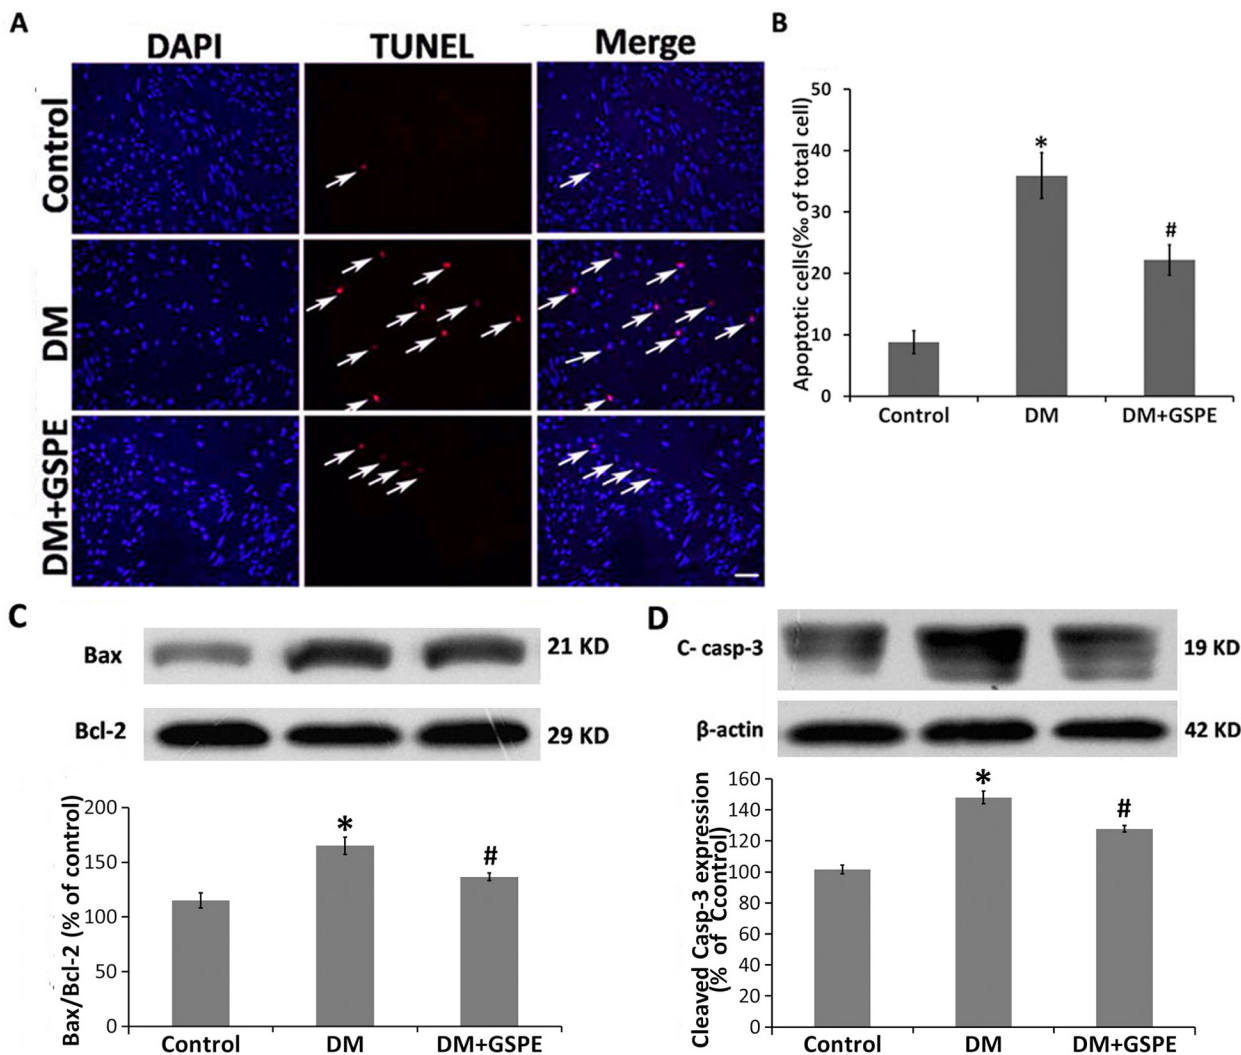 A
DAPI
TUNEL
Merge
Control
DM
DM+GSPE
B
Apoptotic cells(‰ of total cell)
50
40
30
20
10
0
*
#
Control
DM
DM+GSPE
C
Bax
21 KD
Bcl-2
29 KD
Bax/Bcl-2 (% of control)
200
150
100
50
0
*
#
Control
DM
DM+GSPE
D
C- casp-3
19 KD
β-actin
42 KD
Cleaved Casp-3 expression
(% of Ccontrol)
160
140
120
100
80
60
40
20
0
*
#
Control
DM
DM+GSPE